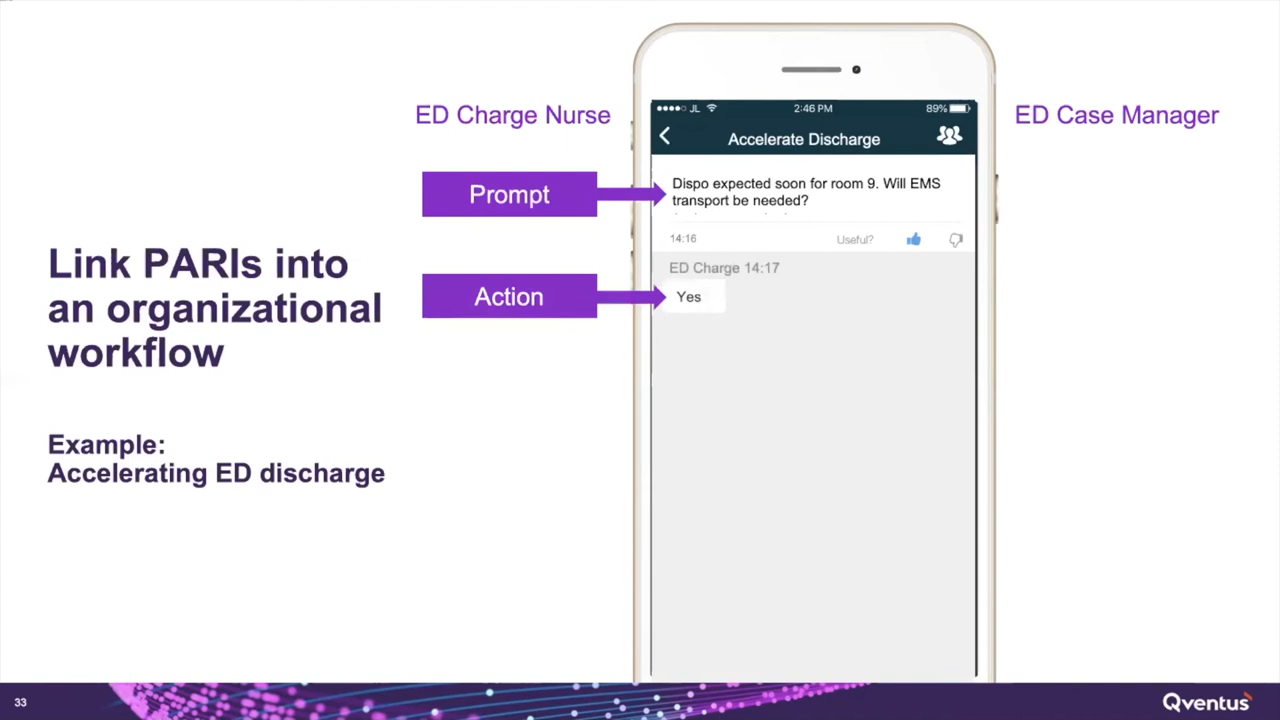 ED Charge Nurse
ED Case Manager
JL
2:46 PM
89%
Accelerate Discharge
Prompt
Dispo expected soon for room 9. Will EMS
transport be needed?
14:16
Useful?
ED Charge 14:17
Action
Yes
Link PARIs into
an organizational
workflow
Example:
Accelerating ED discharge
33
Qventus